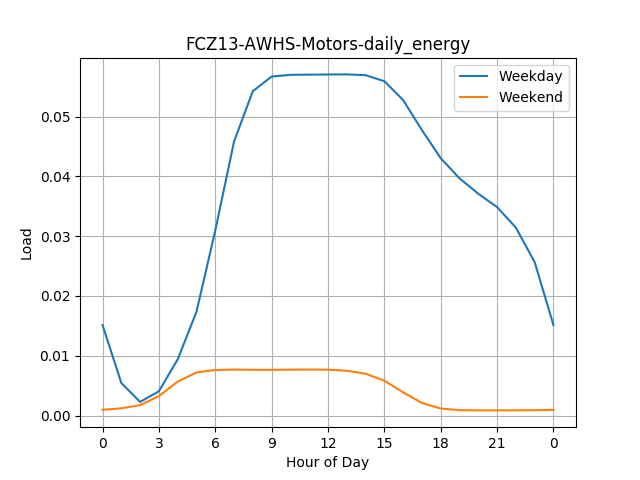 FCZ13-AWHS-Motors-daily_energy
Weekday
Weekend
0.05
0.04
0.03
0.02
0.01
0.00
Load
0 3 6 9 12 15 18 21 0
Hour of Day